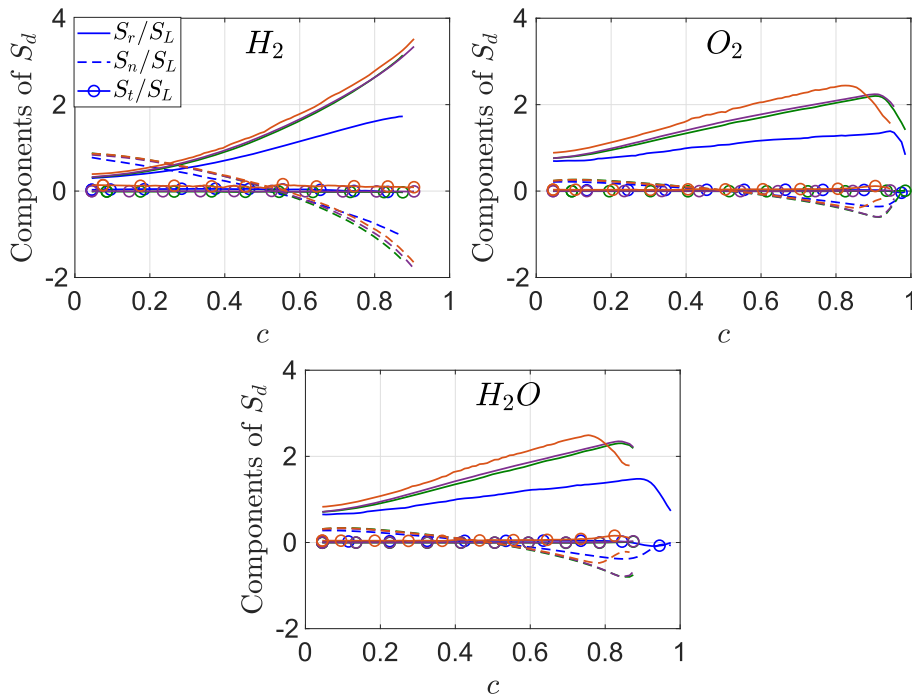 Components of $S_d$
4
2
0
-2
0 0.2 0.4 0.6 0.8 1
c
$H_2$
$S_r/S_L$
$S_n/S_L$
$S_t/S_L$
Components of $S_d$
4
2
0
-2
0 0.2 0.4 0.6 0.8 1
c
$O_2$
Components of $S_d$
4
2
0
-2
0 0.2 0.4 0.6 0.8 1
c
$H_2O$